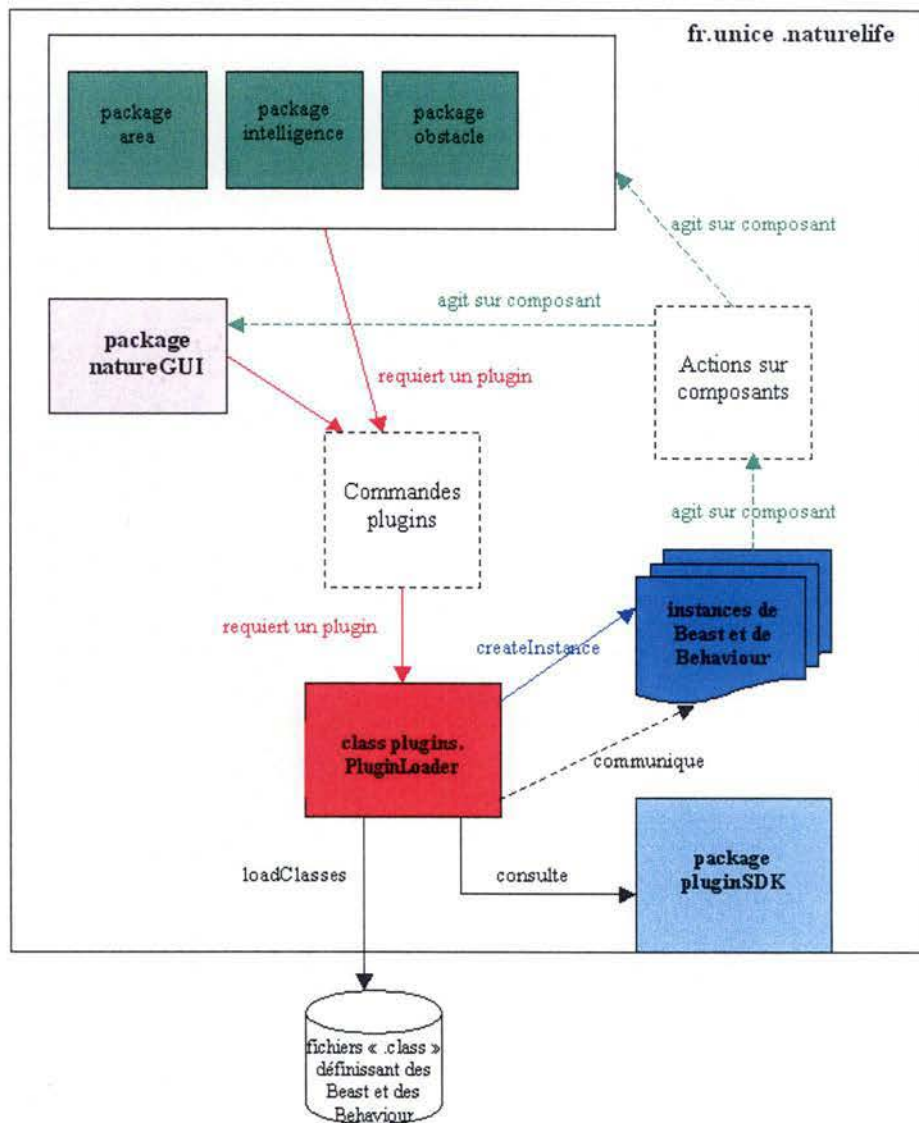 fr.unice .naturelife
package
area
package
intelligence
package
obstacle
agit sur composant
agit sur composant
package
natureGUI
requiert un plugin
Actions sur
composants
Commandes
plugins
agit sur composant
requiert un plugin
createInstance
instances de
Beast et de
Behaviour
class plugins.
PluginLoader
communique
loadClasses
consulte
package
pluginSDK
fichiers « .class »
définissant des
Beast et des
Behaviour